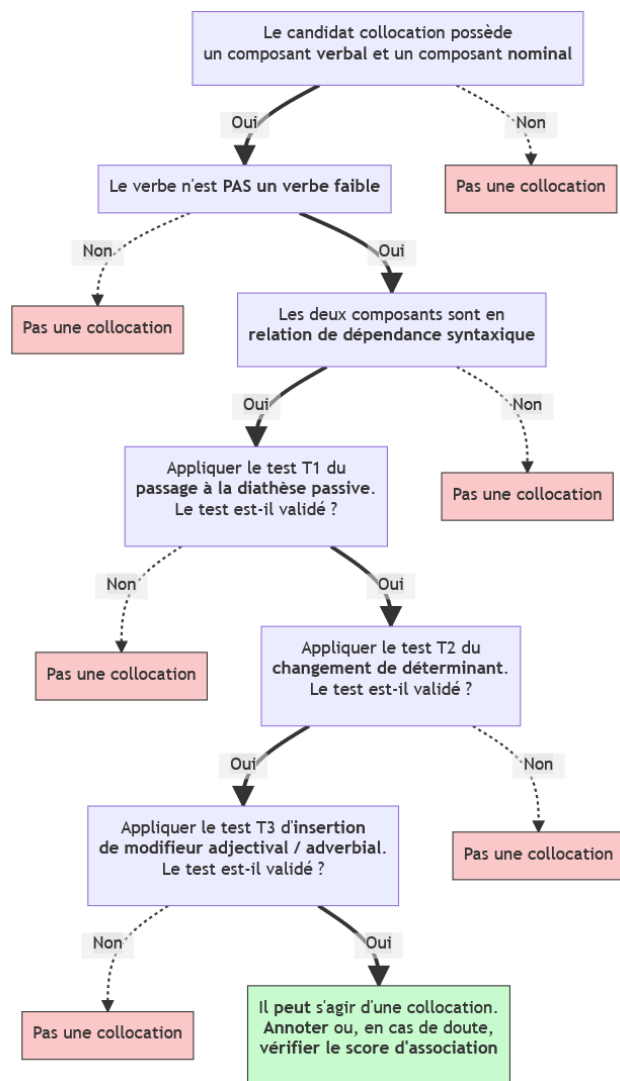 Le candidat collocation possède
un composant verbal et un composant nominal
Oui
Non
Le verbe n'est PAS un verbe faible
Pas une collocation
Non
Oui
Pas une collocation
Les deux composants sont en
relation de dépendance syntaxique
Oui
Non
Appliquer le test T1 du
passage à la diathèse passive.
Le test est-il validé ?
Pas une collocation
Non
Oui
Pas une collocation
Appliquer le test T2 du
changement de déterminant.
Le test est-il validé ?
Oui
Non
Appliquer le test T3 d'insertion
de modifieur adjectival / adverbial.
Le test est-il validé ?
Pas une collocation
Non
Oui
Pas une collocation
Il peut s'agir d'une collocation.
Annoter ou, en cas de doute,
vérifier le score d'association